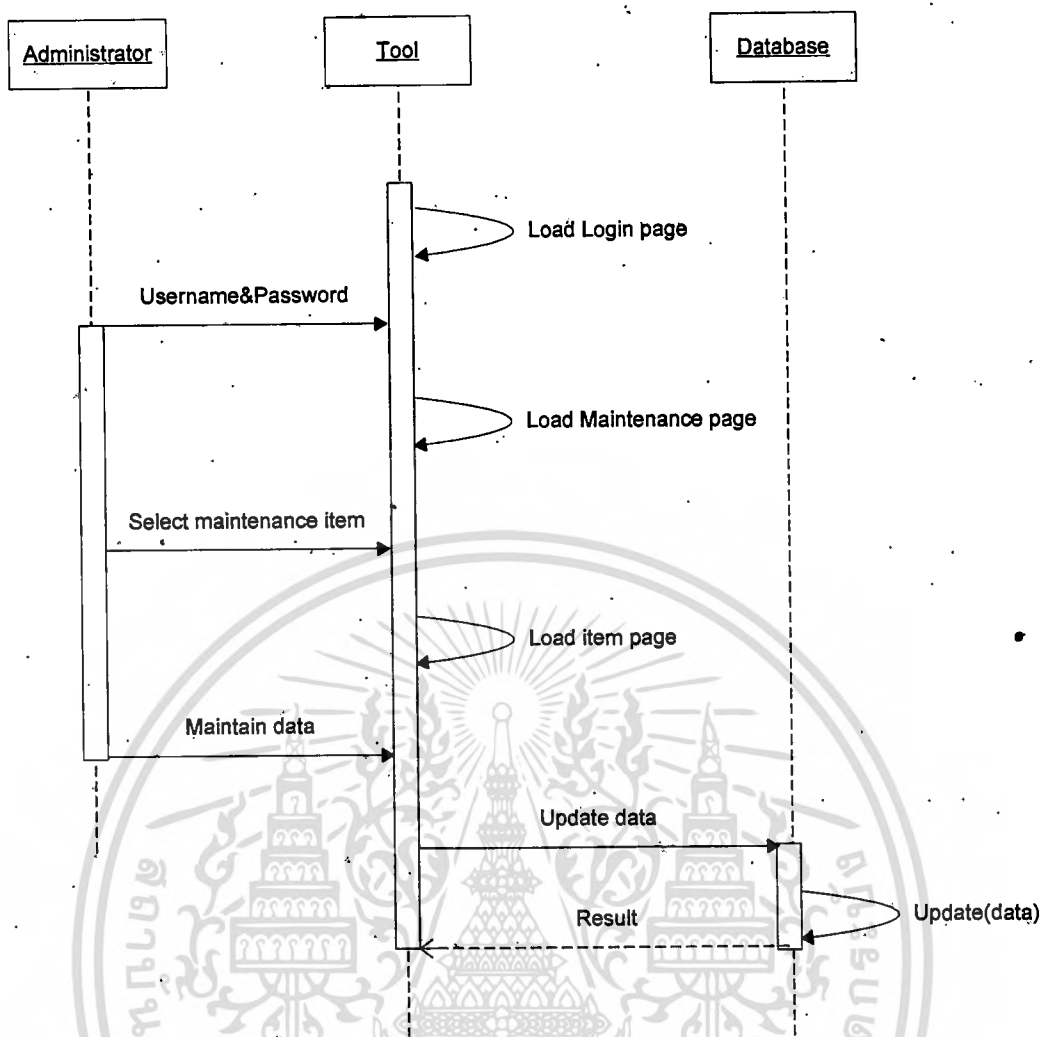 Administrator
Tool
Database
Load Login page
Username&Password
Load Maintenance page
Select maintenance item
Load item page
Maintain data
Update data
Update(data)
Result